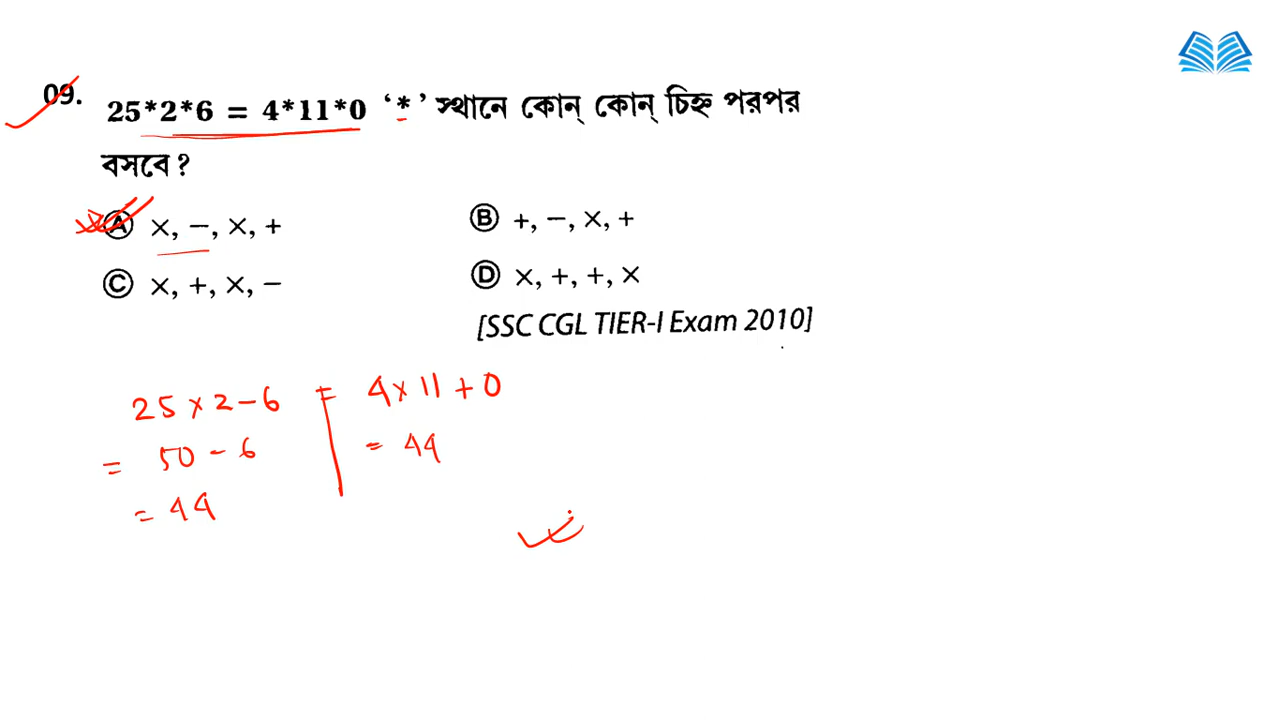 09. 25*2*6 = 4*11*0 ‘*’ স্থানে কোন্ কোন্ চিহ্ন পরপর
বসবে?
Ⓐ ×, −, ×, + Ⓑ +, −, ×, +
Ⓒ ×, +, ×, − Ⓓ ×, +, +, ×
[SSC CGL TIER-I Exam 2010]
25 × 2 − 6 = 4 × 11 + 0
= 50 − 6 = 44
= 44